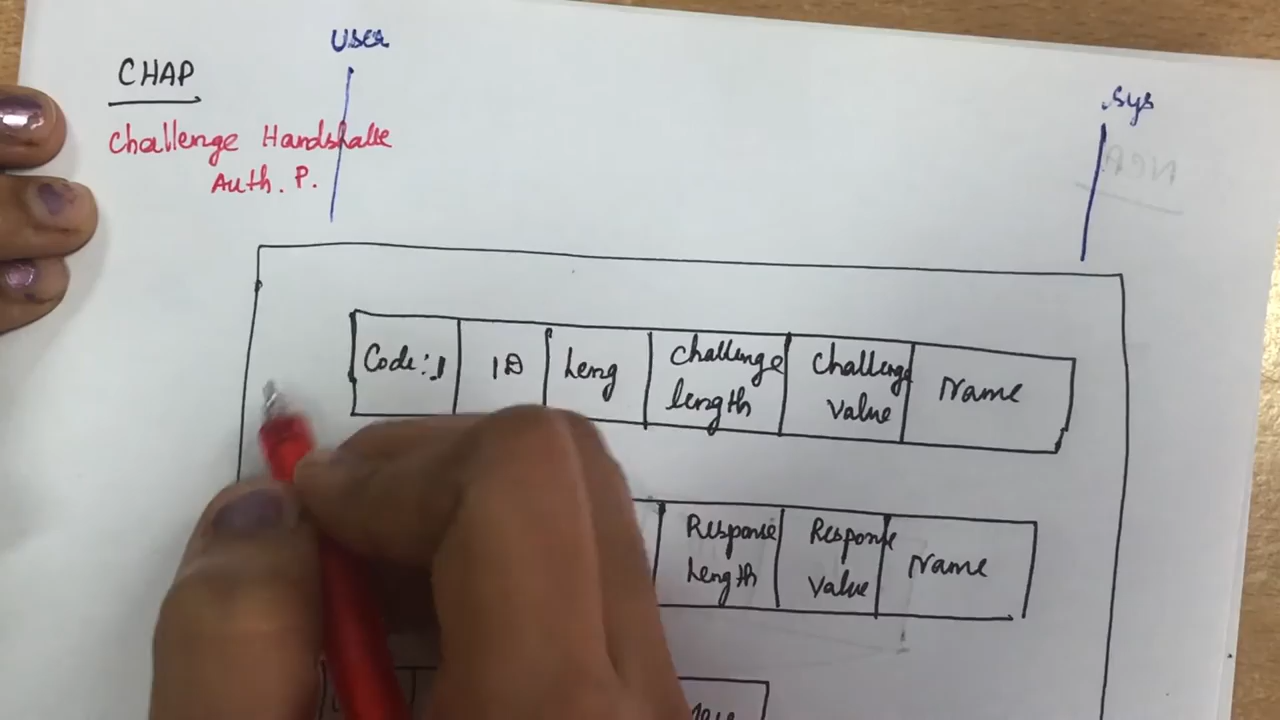 User
CHAP
Sys
Challenge Handshake
Auth. P.
Code: 1 ID Leng Challenge length Challenge Value Name
Response Length Response Value Name